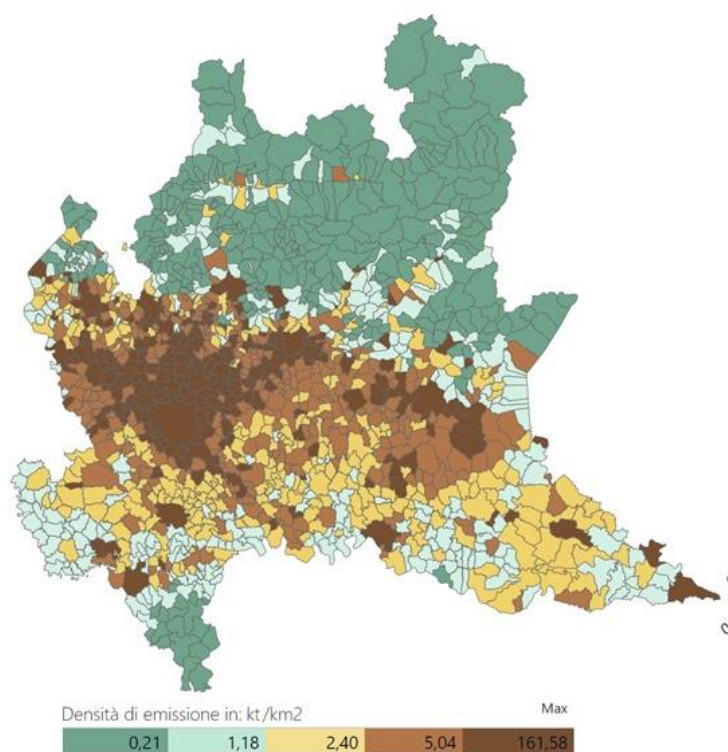 Densità di emissione in: kt/km2
Max
0,21 1,18 2,40 5,04 161,58